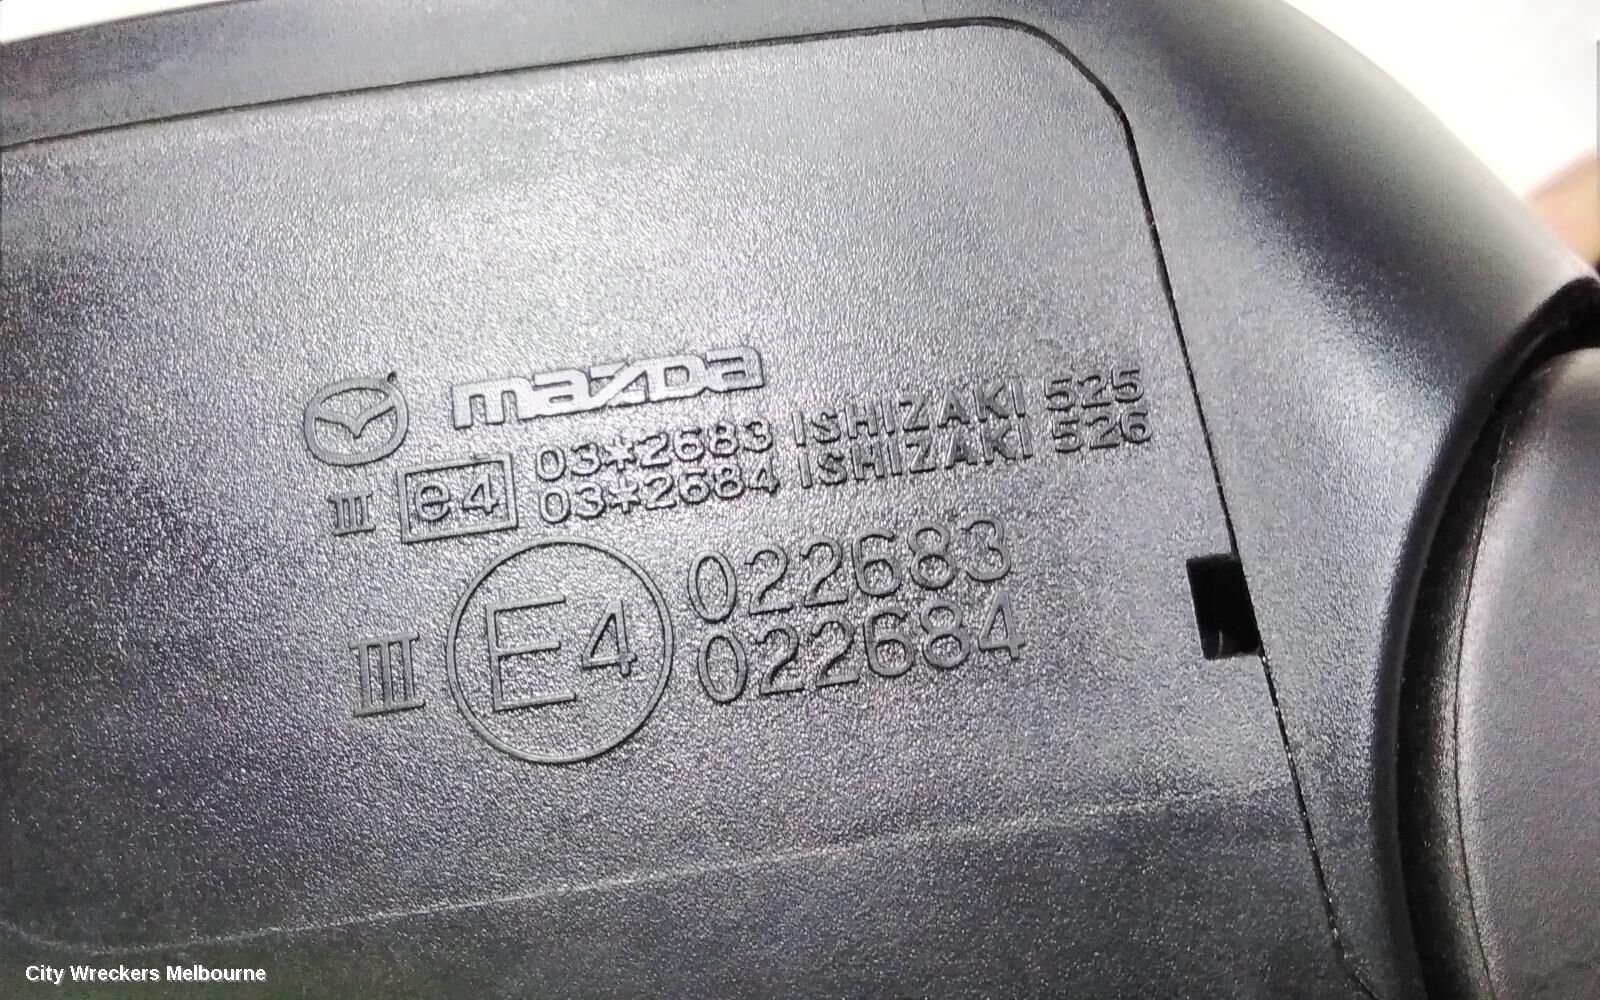 mazda
03*2683 ISHIZAKI 525
III e4 03*2684 ISHIZAKI 526
022683
III E4
022684
City Wreckers Melbourne